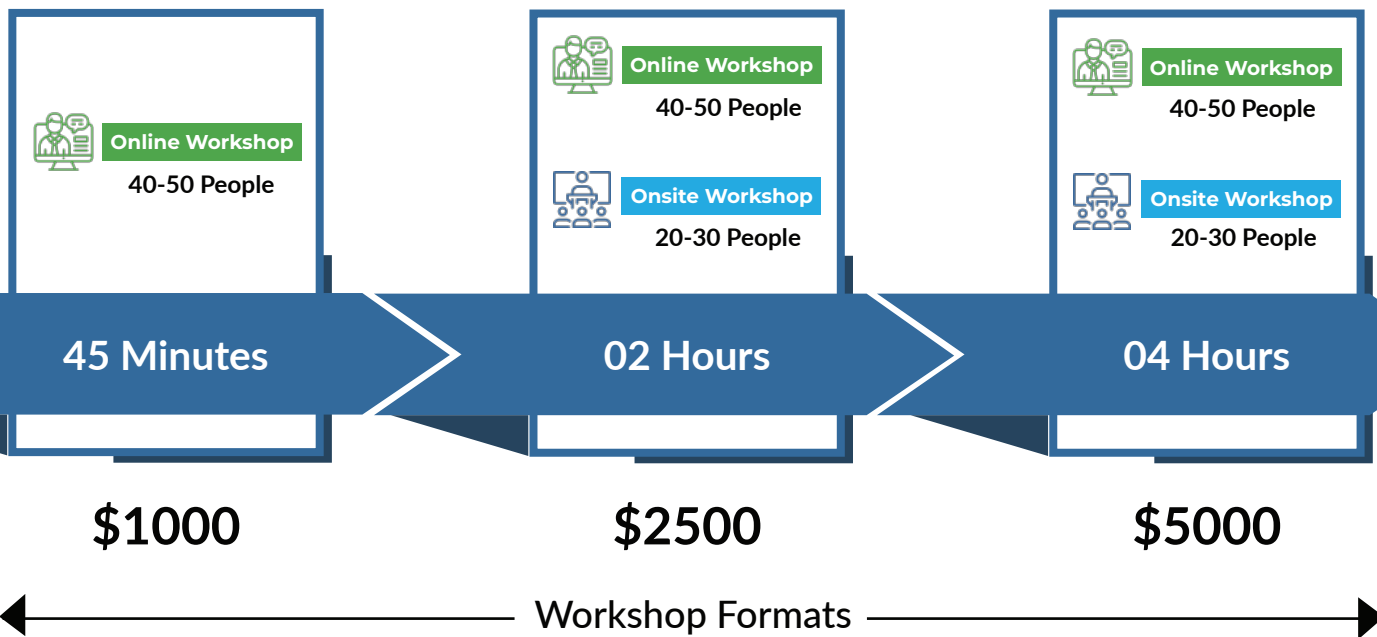 Online Workshop
40-50 People
45 Minutes
$1000
Online Workshop
40-50 People
Onsite Workshop
20-30 People
02 Hours
$2500
Online Workshop
40-50 People
Onsite Workshop
20-30 People
04 Hours
$5000
Workshop Formats